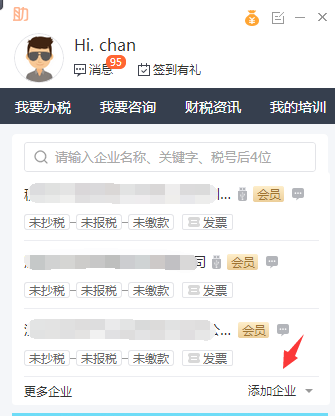 助
Hi. chan
消息 95 签到有礼
我要办税 我要咨询 财税资讯 我的培训
请输入企业名称、关键字、税号后4位
... 会员
未抄税 未报税 未缴款 发票
司 会员
未抄税 未报税 未缴款 发票
... 会员
未抄税 未报税 未缴款 发票
更多企业 添加企业